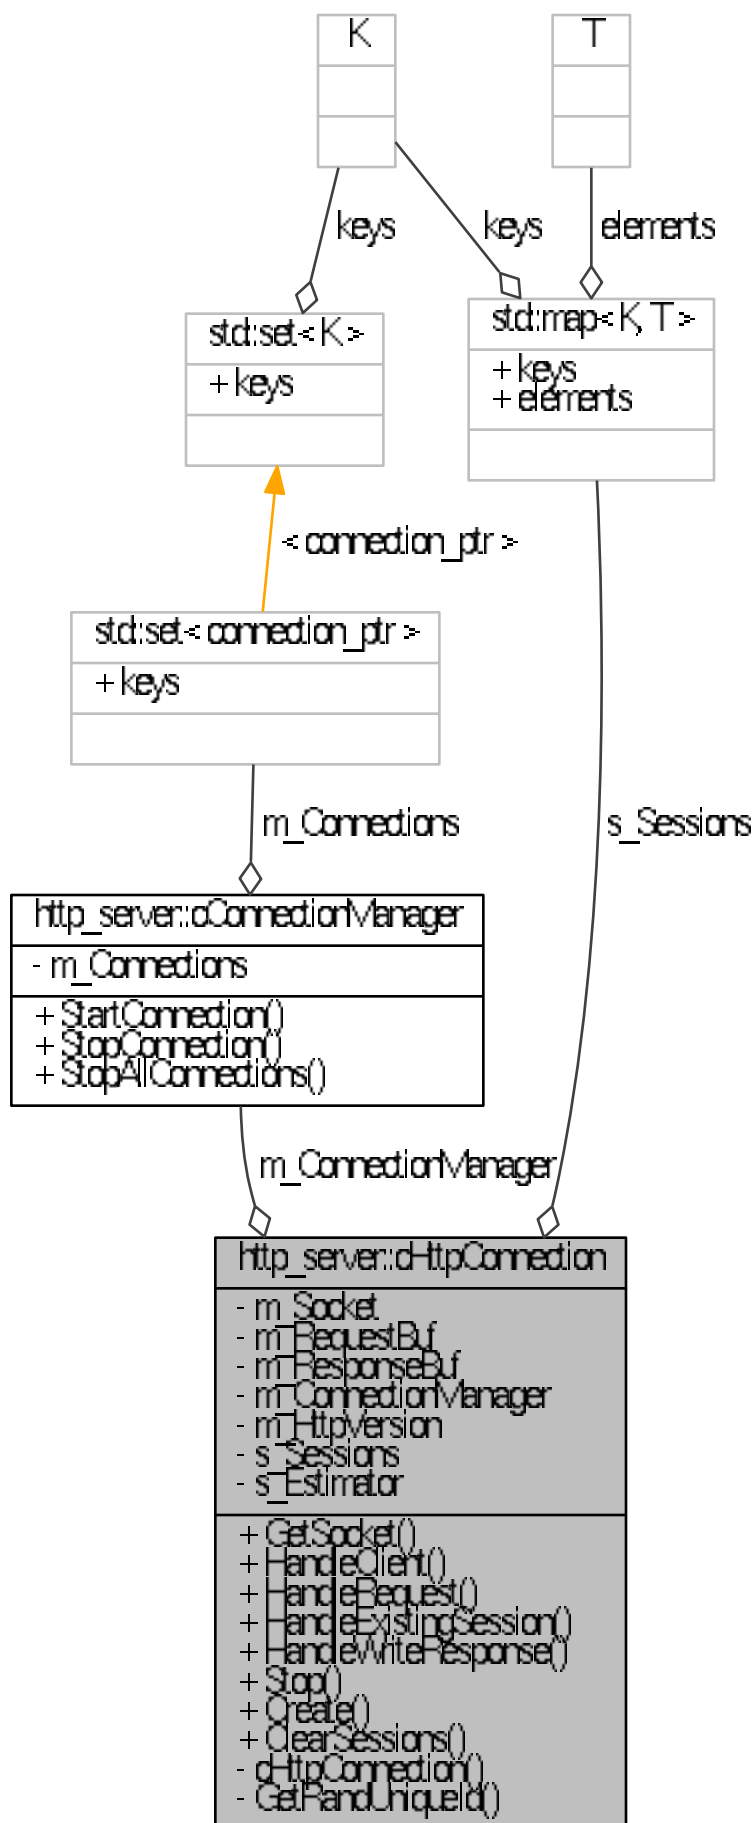 K
T
keys
keys
elements
std::set< K >
+ keys
std::map< K, T >
+ keys
+ elements
< connection_ptr >
std::set< connection_ptr >
+ keys
m_Connections
s_Sessions
http_server::cConnectionManager
- m_Connections
+ StartConnection()
+ StopConnection()
+ StopAllConnections()
m_ConnectionManager
http_server::cHttpConnection
- m_Socket
- m_RequestBuf
- m_ResponseBuf
- m_ConnectionManager
- m_HttpVersion
- s_Sessions
- s_Estimator
+ GetSocket()
+ HandleClient()
+ HandleRequest()
+ HandleExistingSession()
+ HandleWriteResponse()
+ Stop()
+ Create()
+ ClearSessions()
- cHttpConnection()
- GetRandUniqueId()